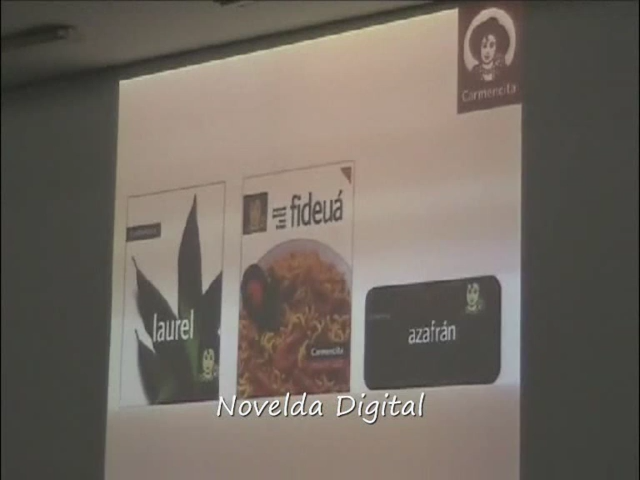 Carmencita
fideuá
laurel
Carmencita
azafrán
Novelda Digital